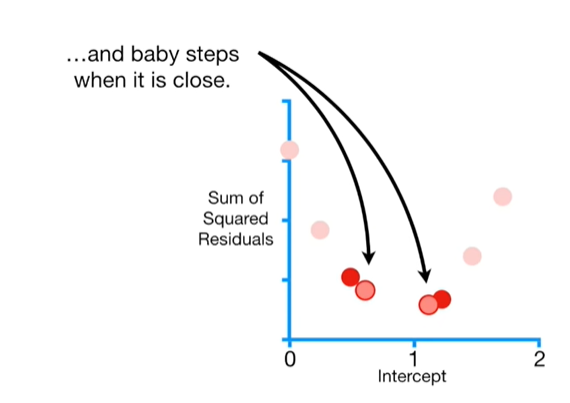 ...and baby steps
when it is close.
Sum of
Squared
Residuals
0
1
2
Intercept